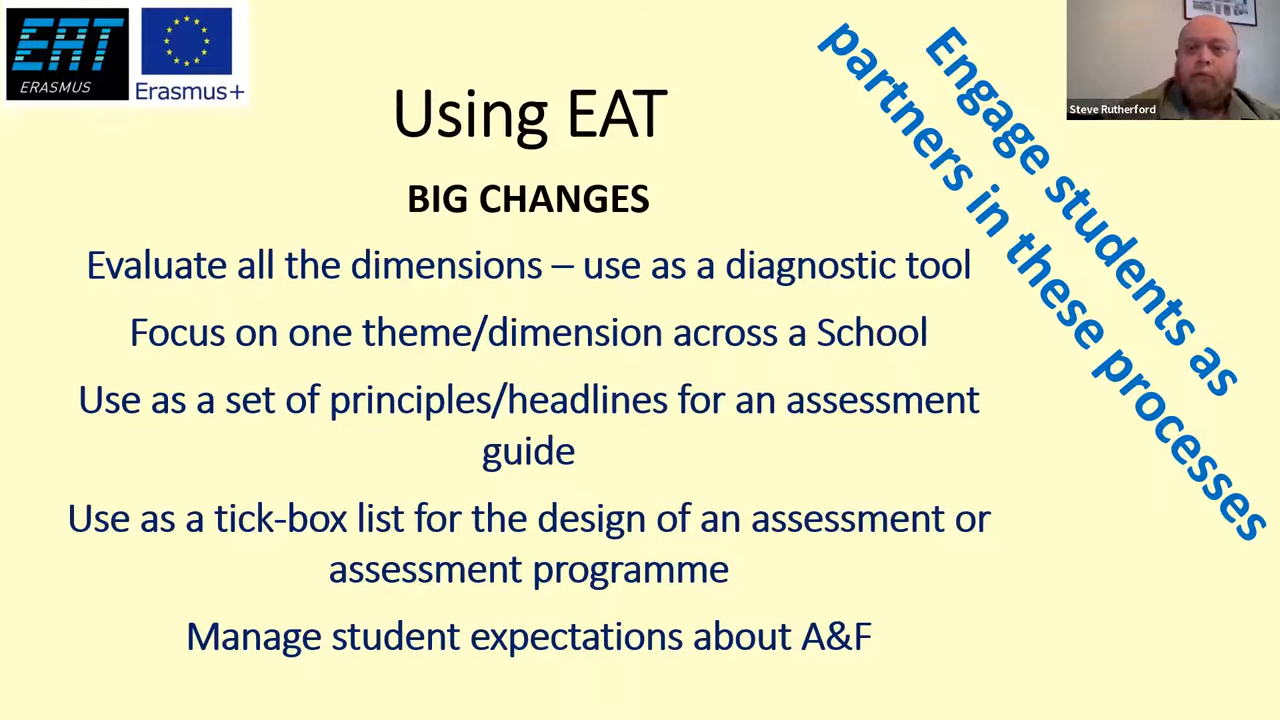 EAT
ERASMUS
Erasmus+
Steve Rutherford
Using EAT
Engage students as
partners in these processes
BIG CHANGES
Evaluate all the dimensions – use as a diagnostic tool
Focus on one theme/dimension across a School
Use as a set of principles/headlines for an assessment
guide
Use as a tick-box list for the design of an assessment or
assessment programme
Manage student expectations about A&F